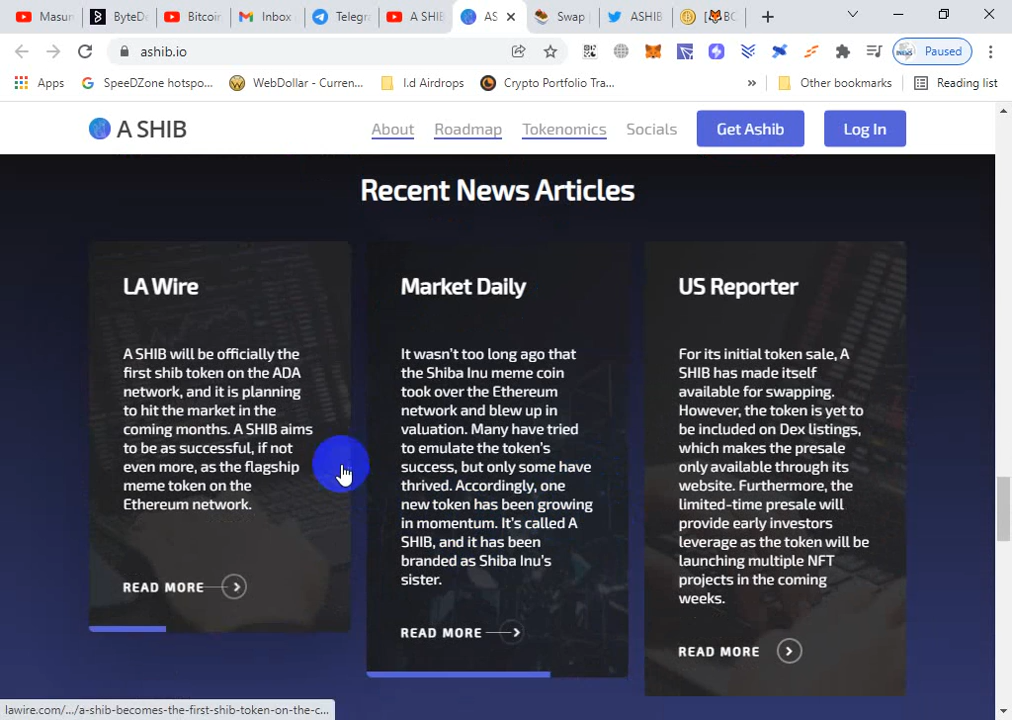 Masun
ByteD
Bitcoin
Inbox
Telegr
A SHIB
AS
Swap
ASHIB
BC
ashib.io
Paused
Apps
SpeeDZone hotspo...
WebDollar - Curren...
I.d Airdrops
Crypto Portfolio Tra...
»
Other bookmarks
Reading list
A SHIB
About
Roadmap
Tokenomics
Socials
Get Ashib
Log In
Recent News Articles
LA Wire
A SHIB will be officially the
first shib token on the ADA
network, and it is planning
to hit the market in the
coming months. A SHIB aims
to be as successful, if not
even more, as the flagship
meme token on the
Ethereum network.
READ MORE
Market Daily
It wasn't too long ago that
the Shiba Inu meme coin
took over the Ethereum
network and blew up in
valuation. Many have tried
to emulate the token's
success, but only some have
thrived. Accordingly, one
new token has been growing
in momentum. It's called A
SHIB, and it has been
branded as Shiba Inu's
sister.
READ MORE
US Reporter
For its initial token sale, A
SHIB has made itself
available for swapping.
However, the token is yet to
be included on Dex listings,
which makes the presale
only available through its
website. Furthermore, the
limited-time presale will
provide early investors
leverage as the token will be
launching multiple NFT
projects in the coming
weeks.
READ MORE
lawire.com/.../a-shib-becomes-the-first-shib-token-on-the-c...